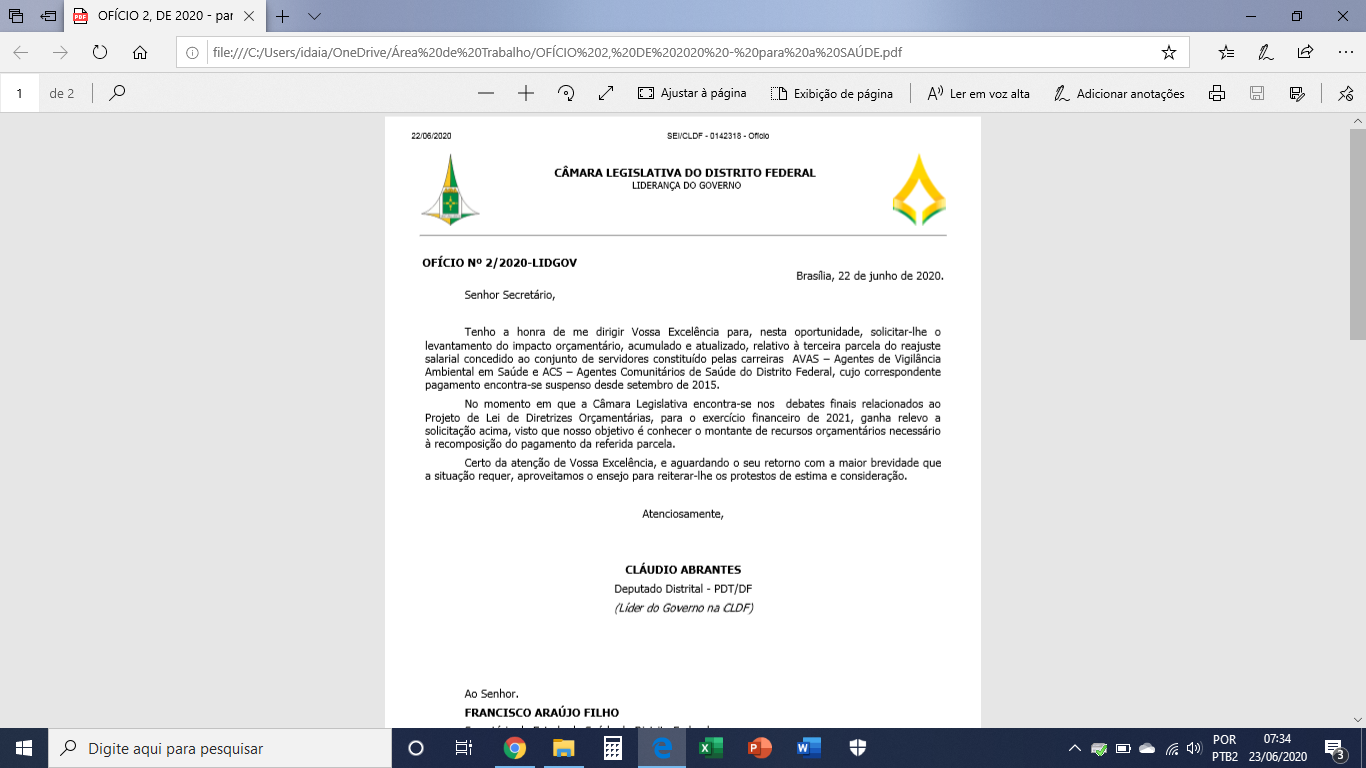 OFÍCIO 2, DE 2020 - par
file:///C:/Users/idaia/OneDrive/Área%20de%20Trabalho/OFÍCIO%202,%20DE%202020%20-%20para%20a%20SAÚDE.pdf
1 de 2 Ajustar à página Exibição de página Ler em voz alta Adicionar anotações
22/06/2020 SEI/CLDF - 0142318 - Ofício
CÂMARA LEGISLATIVA DO DISTRITO FEDERAL
LIDERANÇA DO GOVERNO
OFÍCIO Nº 2/2020-LIDGOV
Brasília, 22 de junho de 2020.
Senhor Secretário,
Tenho a honra de me dirigir Vossa Excelência para, nesta oportunidade, solicitar-lhe o
levantamento do impacto orçamentário, acumulado e atualizado, relativo à terceira parcela do reajuste
salarial concedido ao conjunto de servidores constituído pelas carreiras AVAS – Agentes de Vigilância
Ambiental em Saúde e ACS – Agentes Comunitários de Saúde do Distrito Federal, cujo correspondente
pagamento encontra-se suspenso desde setembro de 2015.
No momento em que a Câmara Legislativa encontra-se nos debates finais relacionados ao
Projeto de Lei de Diretrizes Orçamentárias, para o exercício financeiro de 2021, ganha relevo a
solicitação acima, visto que nosso objetivo é conhecer o montante de recursos orçamentários necessário
à recomposição do pagamento da referida parcela.
Certo da atenção de Vossa Excelência, e aguardando o seu retorno com a maior brevidade que
a situação requer, aproveitamos o ensejo para reiterar-lhe os protestos de estima e consideração.
Atenciosamente,
CLÁUDIO ABRANTES
Deputado Distrital - PDT/DF
(Líder do Governo na CLDF)
Ao Senhor.
FRANCISCO ARAÚJO FILHO
Digite aqui para pesquisar
POR 07:34
PTB2 23/06/2020 3